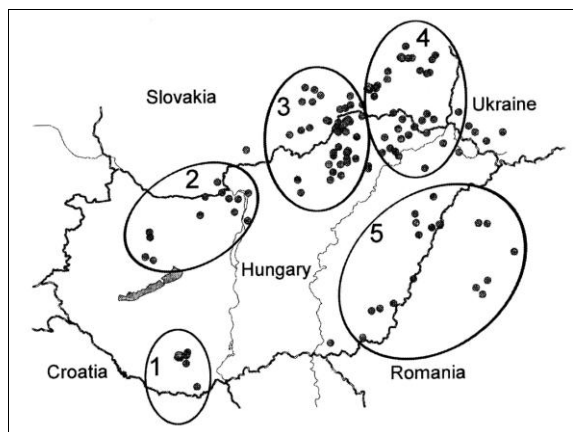 4
3
Slovakia
Ukraine
2
5
Hungary
1
Croatia
Romania